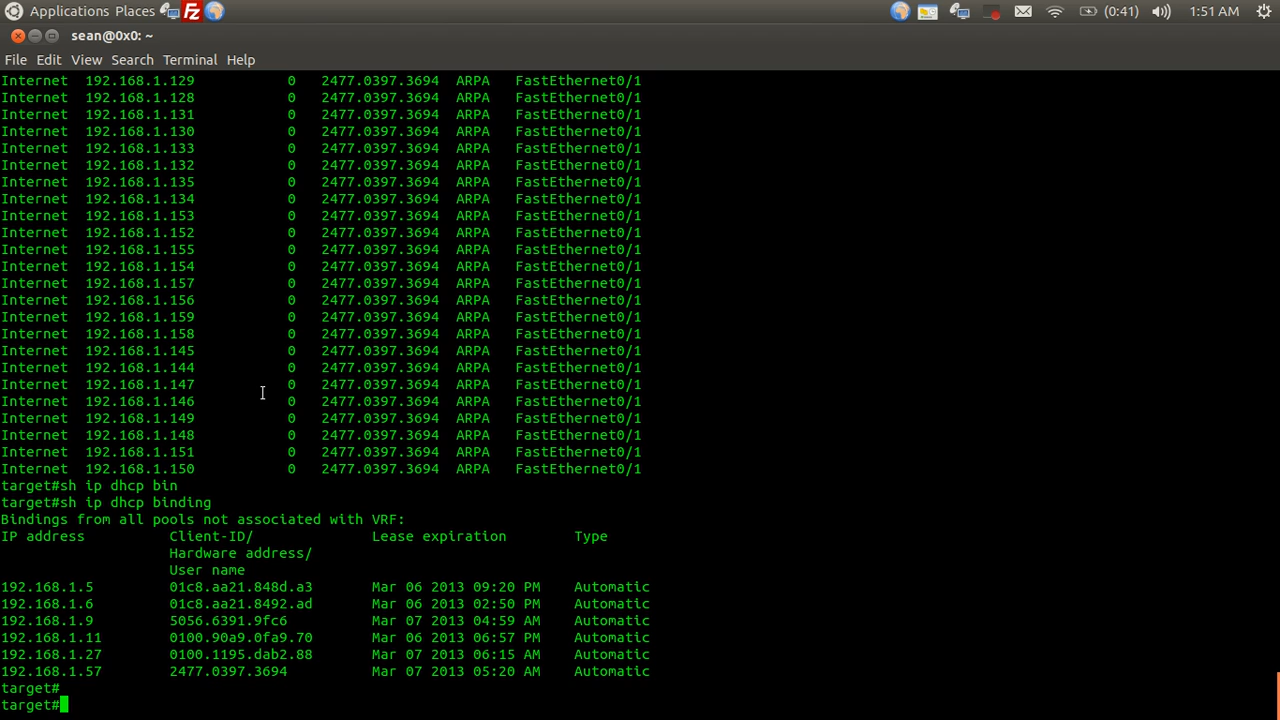 Applications Places (0:41) 1:51 AM
sean@0x0: ~
File Edit View Search Terminal Help
Internet  192.168.1.129           0   2477.0397.3694  ARPA   FastEthernet0/1
Internet  192.168.1.128           0   2477.0397.3694  ARPA   FastEthernet0/1
Internet  192.168.1.131           0   2477.0397.3694  ARPA   FastEthernet0/1
Internet  192.168.1.130           0   2477.0397.3694  ARPA   FastEthernet0/1
Internet  192.168.1.133           0   2477.0397.3694  ARPA   FastEthernet0/1
Internet  192.168.1.132           0   2477.0397.3694  ARPA   FastEthernet0/1
Internet  192.168.1.135           0   2477.0397.3694  ARPA   FastEthernet0/1
Internet  192.168.1.134           0   2477.0397.3694  ARPA   FastEthernet0/1
Internet  192.168.1.153           0   2477.0397.3694  ARPA   FastEthernet0/1
Internet  192.168.1.152           0   2477.0397.3694  ARPA   FastEthernet0/1
Internet  192.168.1.155           0   2477.0397.3694  ARPA   FastEthernet0/1
Internet  192.168.1.154           0   2477.0397.3694  ARPA   FastEthernet0/1
Internet  192.168.1.157           0   2477.0397.3694  ARPA   FastEthernet0/1
Internet  192.168.1.156           0   2477.0397.3694  ARPA   FastEthernet0/1
Internet  192.168.1.159           0   2477.0397.3694  ARPA   FastEthernet0/1
Internet  192.168.1.158           0   2477.0397.3694  ARPA   FastEthernet0/1
Internet  192.168.1.145           0   2477.0397.3694  ARPA   FastEthernet0/1
Internet  192.168.1.144           0   2477.0397.3694  ARPA   FastEthernet0/1
Internet  192.168.1.147           0   2477.0397.3694  ARPA   FastEthernet0/1
Internet  192.168.1.146           0   2477.0397.3694  ARPA   FastEthernet0/1
Internet  192.168.1.149           0   2477.0397.3694  ARPA   FastEthernet0/1
Internet  192.168.1.148           0   2477.0397.3694  ARPA   FastEthernet0/1
Internet  192.168.1.151           0   2477.0397.3694  ARPA   FastEthernet0/1
Internet  192.168.1.150           0   2477.0397.3694  ARPA   FastEthernet0/1
target#sh ip dhcp bin
target#sh ip dhcp binding
Bindings from all pools not associated with VRF:
IP address          Client-ID/              Lease expiration        Type
Hardware address/
User name
192.168.1.5         01c8.aa21.848d.a3       Mar 06 2013 09:20 PM    Automatic
192.168.1.6         01c8.aa21.8492.ad       Mar 06 2013 02:50 PM    Automatic
192.168.1.9         5056.6391.9fc6          Mar 07 2013 04:59 AM    Automatic
192.168.1.11        0100.90a9.0fa9.70       Mar 06 2013 06:57 PM    Automatic
192.168.1.27        0100.1195.dab2.88       Mar 07 2013 06:15 AM    Automatic
192.168.1.57        2477.0397.3694          Mar 07 2013 05:20 AM    Automatic
target#
target#